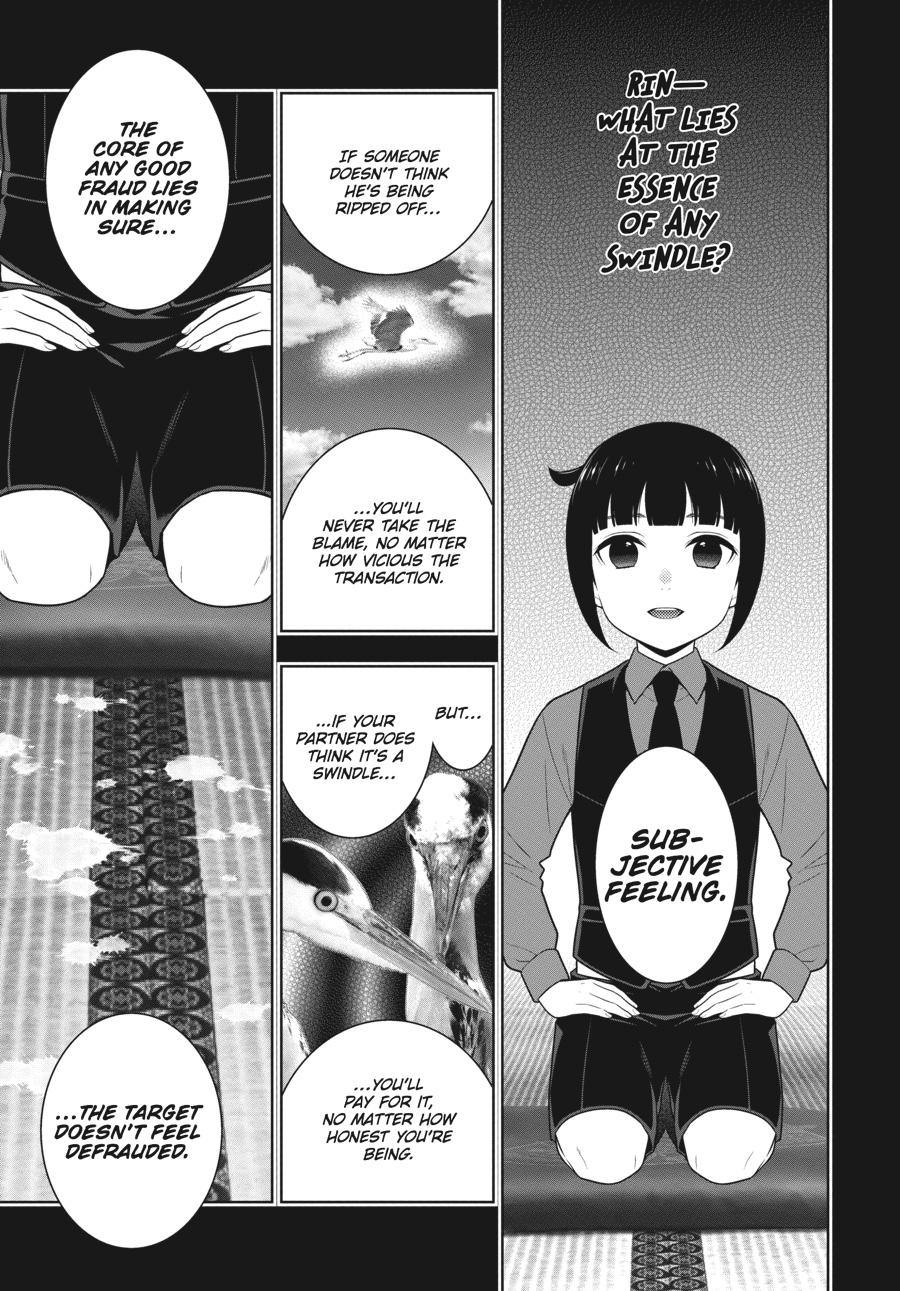 RIN—
WHAT LIES
AT THE
ESSENCE
OF ANY
SWINDLE?
SUB-
JECTIVE
FEELING.
IF SOMEONE
DOESN'T THINK
HE'S BEING
RIPPED OFF...
...YOU'LL
NEVER TAKE THE
BLAME, NO MATTER
HOW VICIOUS THE
TRANSACTION.
BUT...
...IF YOUR
PARTNER DOES
THINK IT'S A
SWINDLE...
...YOU'LL
PAY FOR IT,
NO MATTER HOW
HONEST YOU'RE
BEING.
THE
CORE OF
ANY GOOD
FRAUD LIES
IN MAKING
SURE...
...THE TARGET
DOESN'T FEEL
DEFRAUDED.